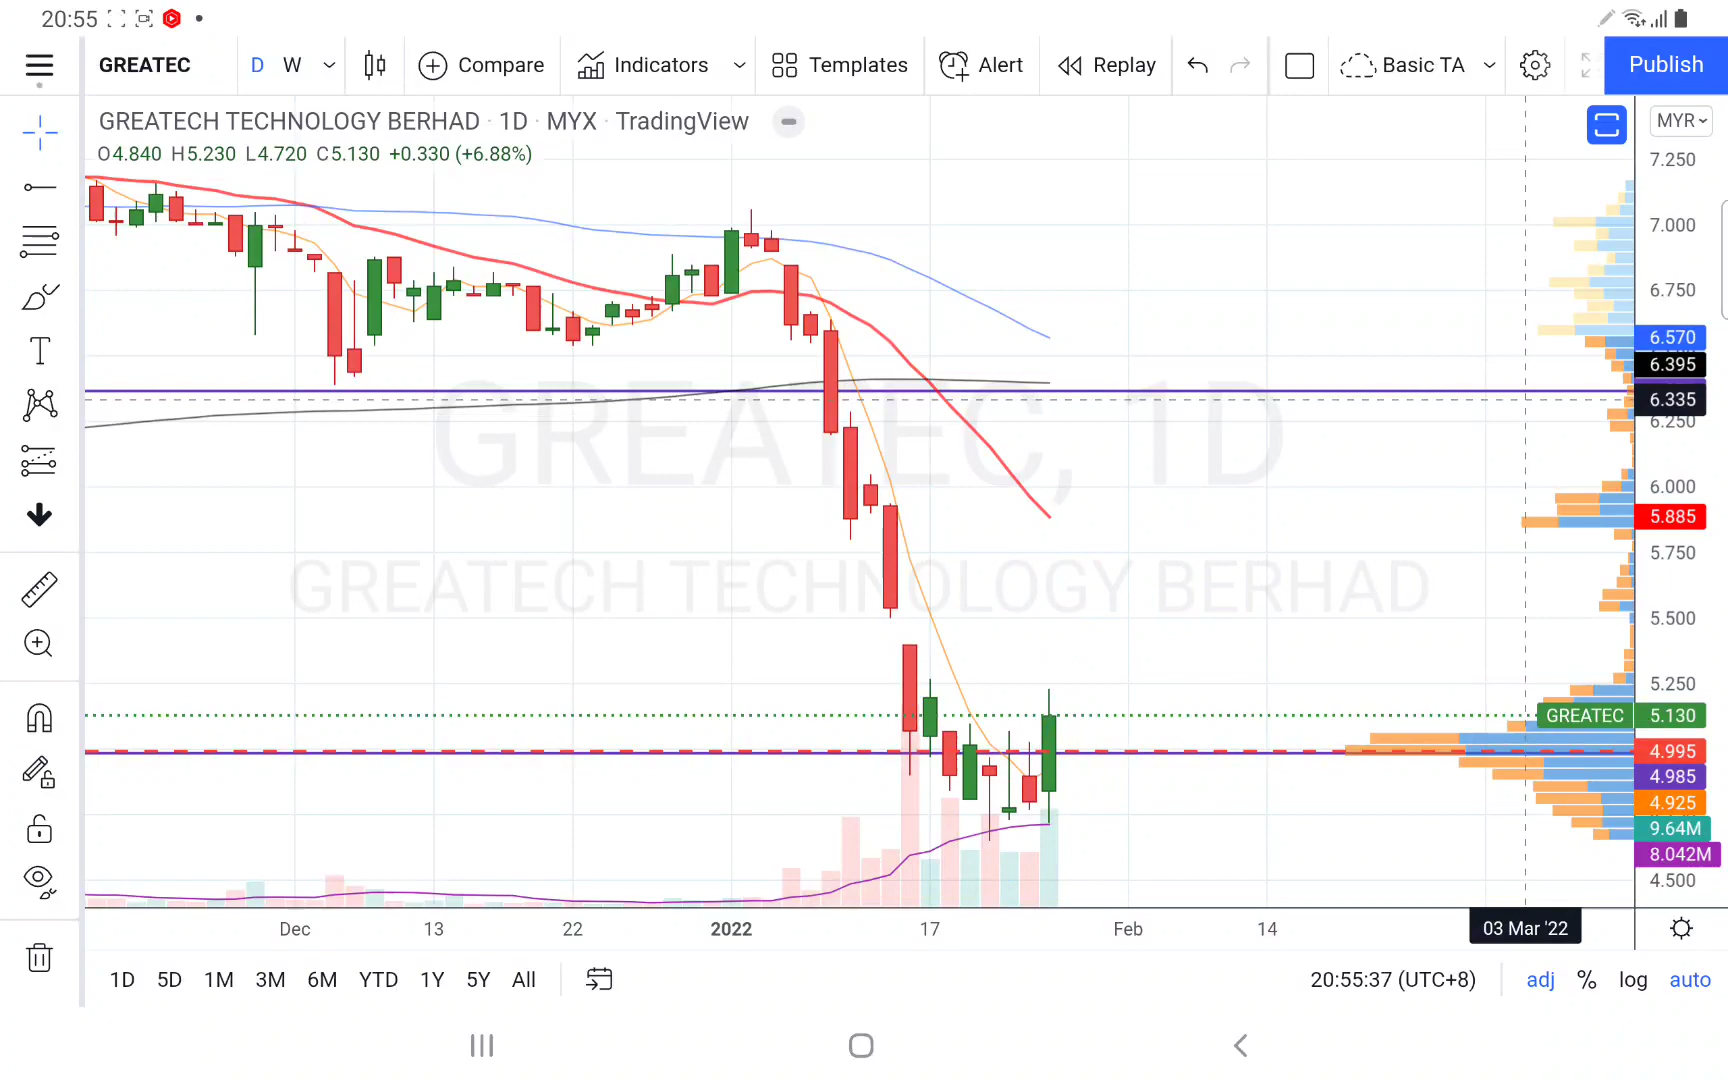 20:55
GREATEC D W Compare Indicators Templates Alert Replay Basic TA Publish
GREATECH TECHNOLOGY BERHAD · 1D · MYX · TradingView
MYR
O4.840 H5.230 L4.720 C5.130 +0.330 (+6.88%)
7.250
7.000
6.750
6.570
6.395
6.335
6.250
GREATEC, 1D
6.000
5.885
5.750
GREATECH TECHNOLOGY BERHAD
5.500
5.250
GREATEC 5.130
4.995
4.985
4.925
9.64M
8.042M
4.500
Dec 13 22 2022 17 Feb 14 03 Mar '22
1D 5D 1M 3M 6M YTD 1Y 5Y All 20:55:37 (UTC+8) adj % log auto